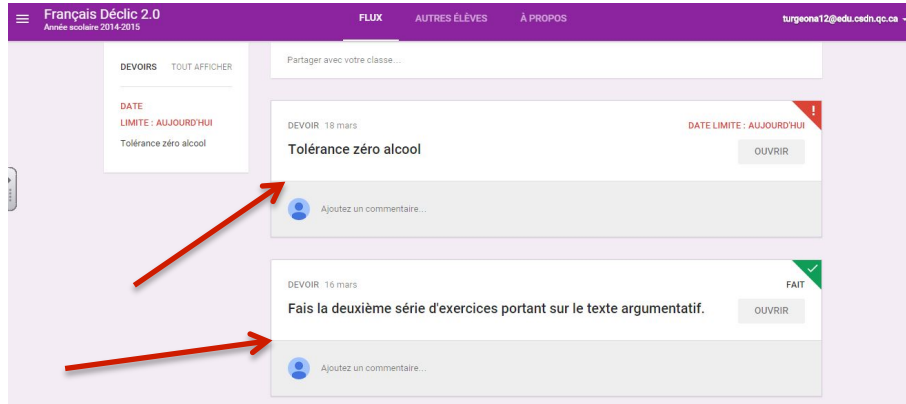 Français Déclic 2.0
Année scolaire 2014-2015
FLUX AUTRES ÉLÈVES À PROPOS
turgeona12@edu.csdn.qc.ca
DEVOIRS TOUT AFFICHER
DATE
LIMITE : AUJOURD'HUI
Tolérance zéro alcool
Partager avec votre classe....
DEVOIR 18 mars
DATE LIMITE : AUJOURD'HUI
Tolérance zéro alcool
OUVRIR
Ajoutez un commentaire...
DEVOIR 16 mars
FAIT
Fais la deuxième série d'exercices portant sur le texte argumentatif.
OUVRIR
Ajoutez un commentaire...